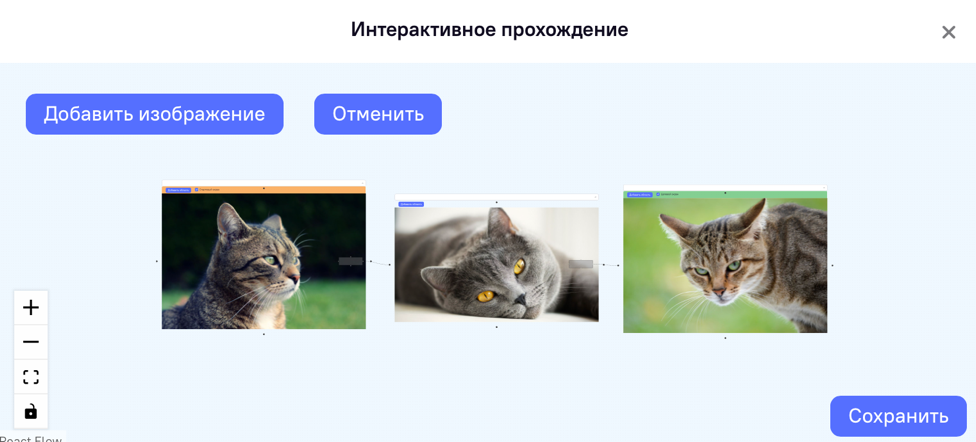 Интерактивное прохождение
Добавить изображение
Отменить
Сохранить
React Flow